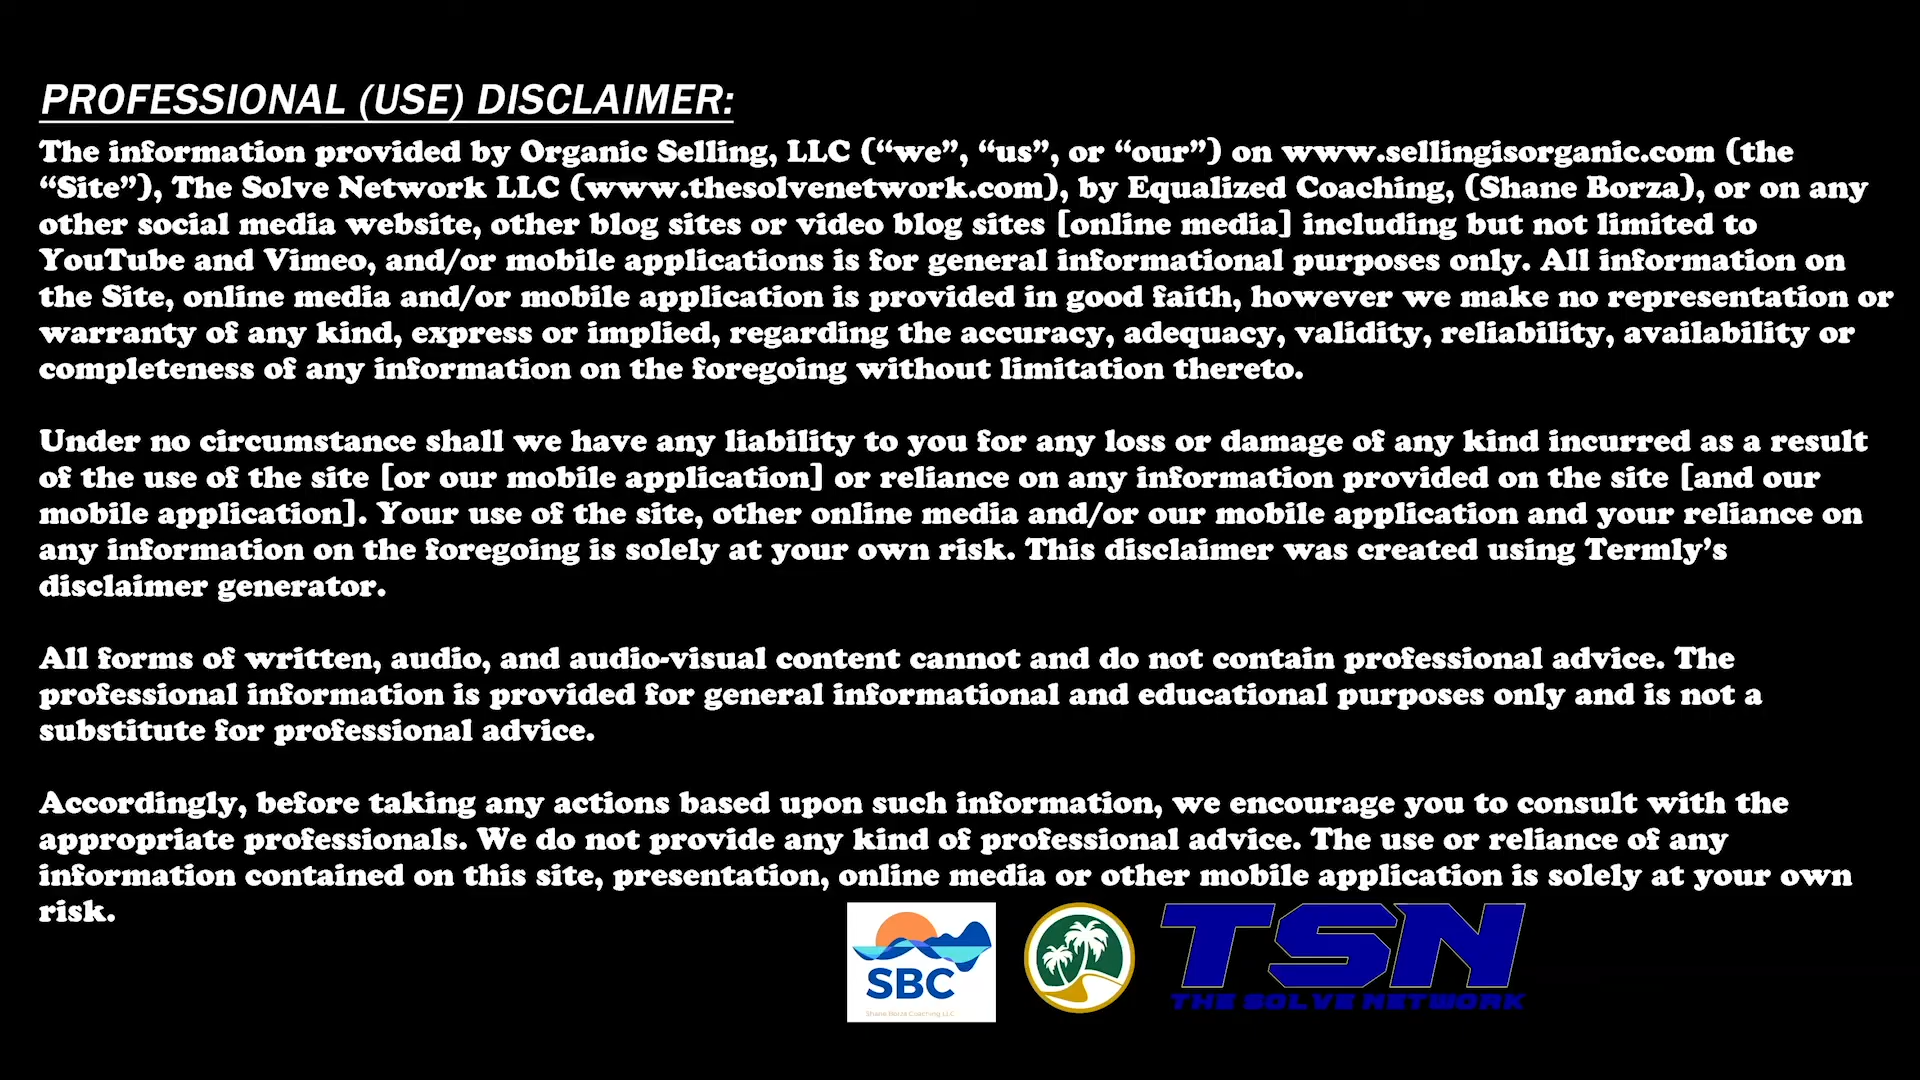 PROFESSIONAL (USE) DISCLAIMER:
The information provided by Organic Selling, LLC (“we”, “us”, or “our”) on www.sellingisorganic.com (the
“Site”), The Solve Network LLC (www.thesolvenetwork.com), by Equalized Coaching, (Shane Borza), or on any
other social media website, other blog sites or video blog sites [online media] including but not limited to
YouTube and Vimeo, and/or mobile applications is for general informational purposes only. All information on
the Site, online media and/or mobile application is provided in good faith, however we make no representation or
warranty of any kind, express or implied, regarding the accuracy, adequacy, validity, reliability, availability or
completeness of any information on the foregoing without limitation thereto.
Under no circumstance shall we have any liability to you for any loss or damage of any kind incurred as a result
of the use of the site [or our mobile application] or reliance on any information provided on the site [and our
mobile application]. Your use of the site, other online media and/or our mobile application and your reliance on
any information on the foregoing is solely at your own risk. This disclaimer was created using Termly’s
disclaimer generator.
All forms of written, audio, and audio-visual content cannot and do not contain professional advice. The
professional information is provided for general informational and educational purposes only and is not a
substitute for professional advice.
Accordingly, before taking any actions based upon such information, we encourage you to consult with the
appropriate professionals. We do not provide any kind of professional advice. The use or reliance of any
information contained on this site, presentation, online media or other mobile application is solely at your own
risk.
SBC
Shane Borza Coaching LLC
TSN
THE SOLVE NETWORK